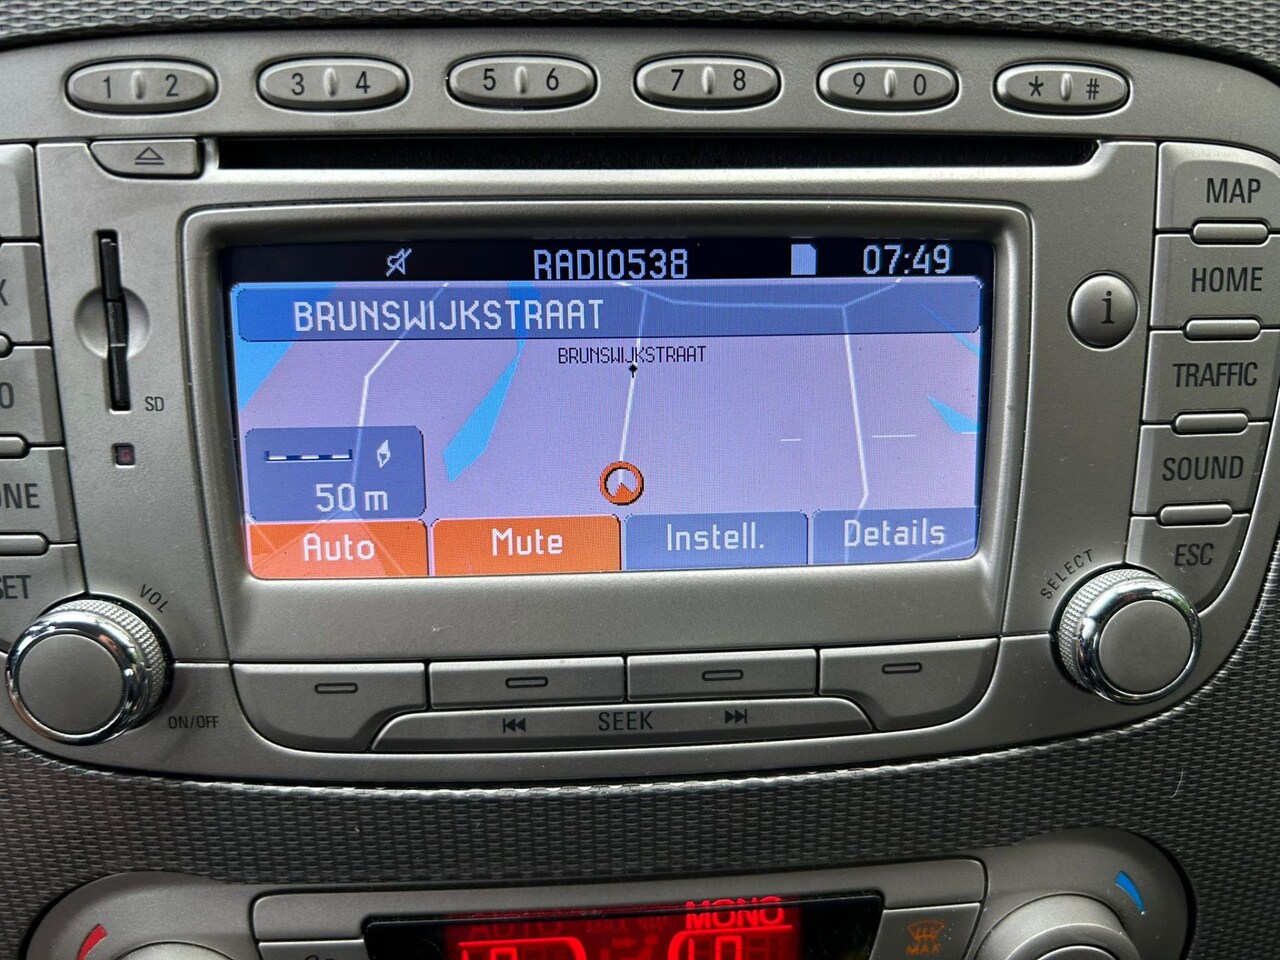 1 2 3 4 5 6 7 8 9 0 * #
MAP
HOME
TRAFFIC
SOUND
ESC
SELECT
SD
VOL
ON/OFF
RADIO538 07:49
BRUNSWIJKSTRAAT
BRUNSWIJKSTRAAT
50 m
Auto Mute Instell. Details
SEEK
i
AUTO MONO
MAX